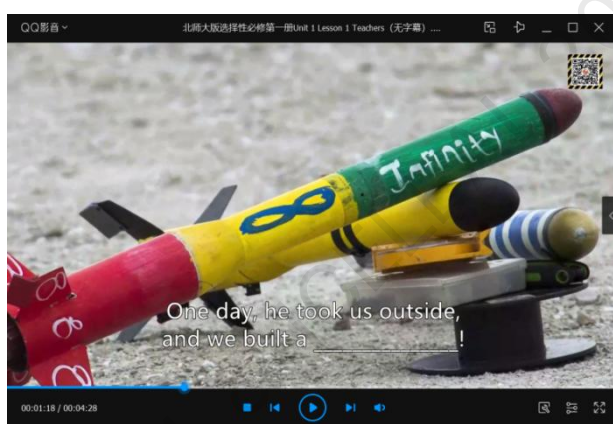 QQ影音
北师大版选择性必修第一册Unit 1 Lesson 1 Teachers (无字幕) ....
Infinity
8
One day, he took us outside,
and we built a ______________!
00:01:18 / 00:04:28